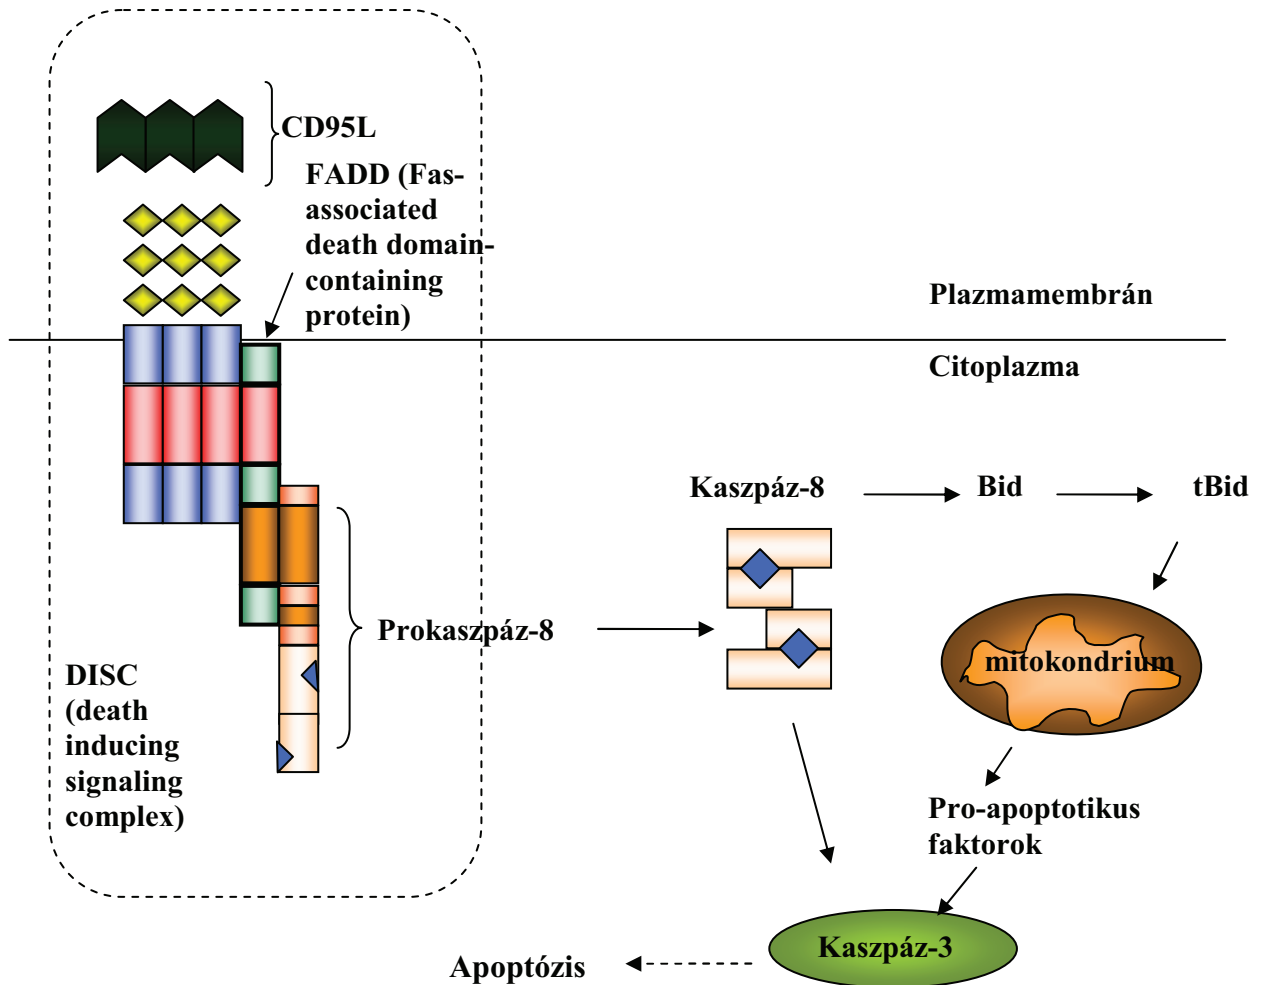 CD95L
FADD (Fas-
associated
death domain-
containing
protein)
Plazmamembrán
Citoplazma
Kaszpáz-8
Bid
tBid
Prokaszpáz-8
mitokondrium
DISC
(death
inducing
signaling
complex)
Pro-apoptotikus
faktorok
Kaszpáz-3
Apoptózis